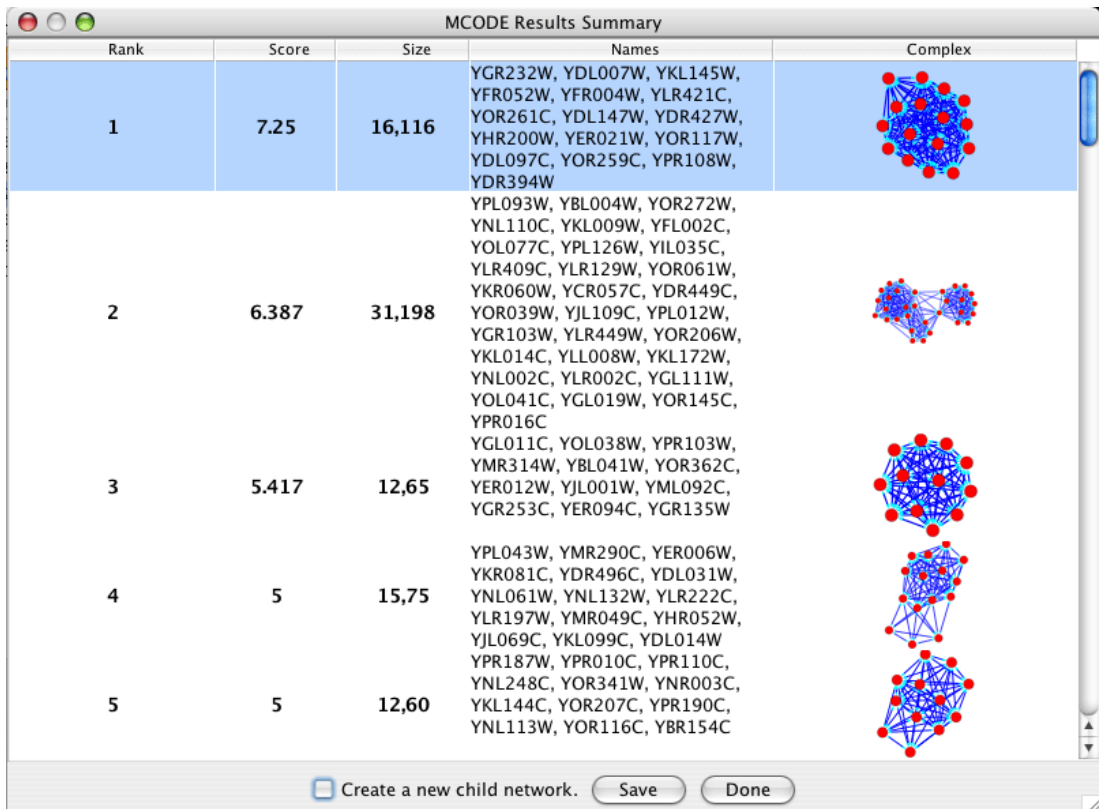 MCODE Results Summary
Rank Score Size Names Complex
1 7.25 16,116 YGR232W, YDL007W, YKL145W,
YFR052W, YFR004W, YLR421C,
YOR261C, YDL147W, YDR427W,
YHR200W, YER021W, YOR117W,
YDL097C, YOR259C, YPR108W,
YDR394W
2 6.387 31,198 YPL093W, YBL004W, YOR272W,
YNL110C, YKL009W, YFL002C,
YOL077C, YPL126W, YIL035C,
YLR409C, YLR129W, YOR061W,
YKR060W, YCR057C, YDR449C,
YOR039W, YJL109C, YPL012W,
YGR103W, YLR449W, YOR206W,
YKL014C, YLL008W, YKL172W,
YNL002C, YLR002C, YGL111W,
YOL041C, YGL019W, YOR145C,
YPR016C
3 5.417 12,65 YGL011C, YOL038W, YPR103W,
YMR314W, YBL041W, YOR362C,
YER012W, YJL001W, YML092C,
YGR253C, YER094C, YGR135W
4 5 15,75 YPL043W, YMR290C, YER006W,
YKR081C, YDR496C, YDL031W,
YNL061W, YNL132W, YLR222C,
YLR197W, YMR049C, YHR052W,
YJL069C, YKL099C, YDL014W
5 5 12,60 YPR187W, YPR010C, YPR110C,
YNL248C, YOR341W, YNR003C,
YKL144C, YOR207C, YPR190C,
YNL113W, YOR116C, YBR154C
Create a new child network. Save Done